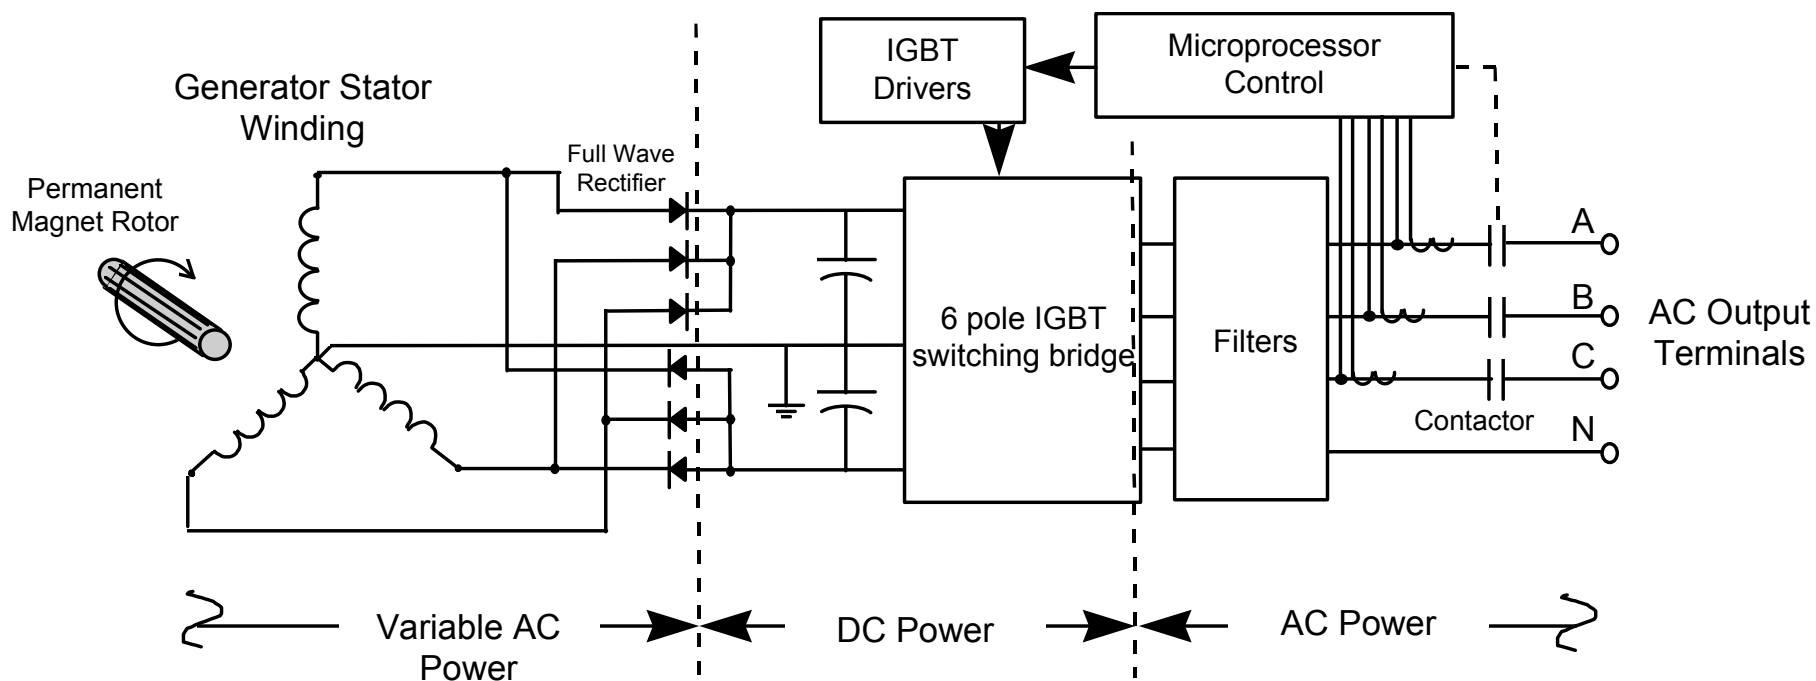 IGBT
Drivers
Microprocessor
Control
Generator Stator
Winding
Full Wave
Rectifier
Permanent
Magnet Rotor
6 pole IGBT
switching bridge
Filters
A
B
C
N
Contactor
AC Output
Terminals
Variable AC
Power
DC Power
AC Power